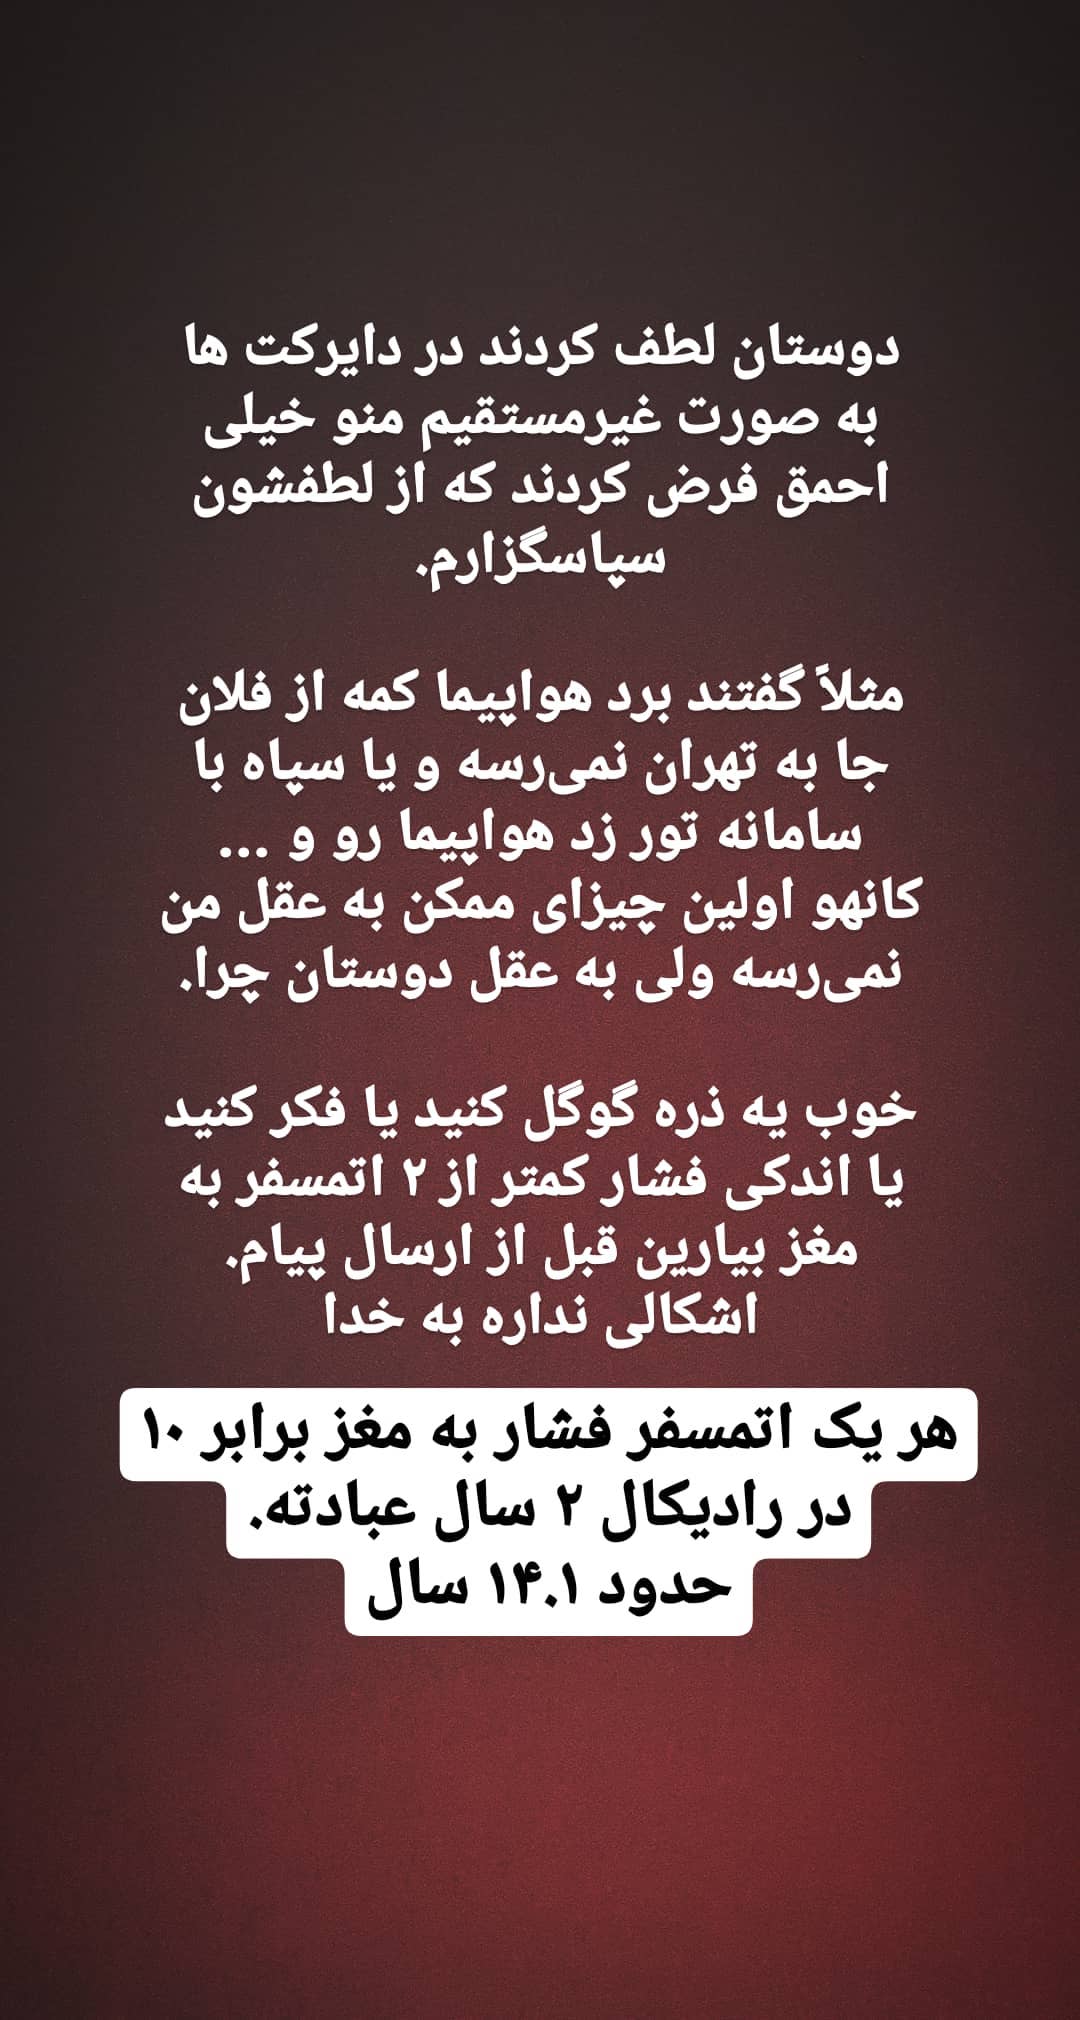 دوستان لطف کردند در دایرکت ها
به صورت غیرمستقیم منو خیلی
احمق فرض کردند که از لطفشون
سپاسگزارم.
مثلاً گفتند برد هواپیما کمه از فلان
جا به تهران نمی‌رسه و یا سپاه با
سامانه تور زد هواپیما رو و ...
کانهو اولین چیزای ممکن به عقل من
نمی‌رسه ولی به عقل دوستان چرا.
خوب یه ذره گوگل کنید یا فکر کنید
یا اندکی فشار کمتر از ۲ اتمسفر به
مغز بیارین قبل از ارسال پیام.
اشکالی نداره به خدا
هر یک اتمسفر فشار به مغز برابر ۱۰
در رادیکال ۲ سال عبادته.
حدود ۱۴.۱ سال